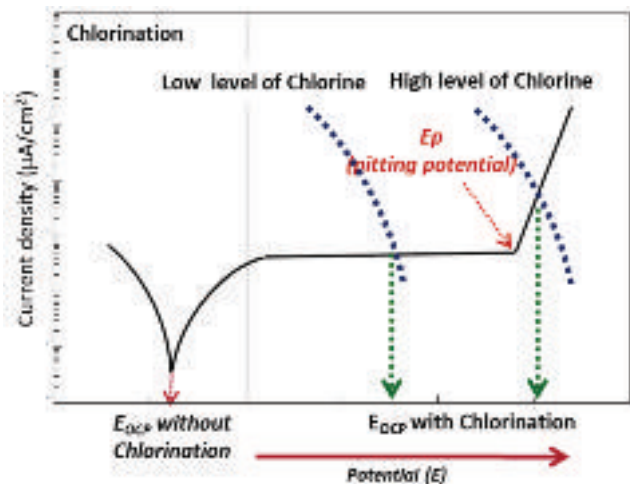 Chlorination
Low level of Chlorine
High level of Chlorine
Ep
(pitting potential)
Current density (µA/cm²)
E_OCP without
Chlorination
E_OCP with Chlorination
Potential (E)